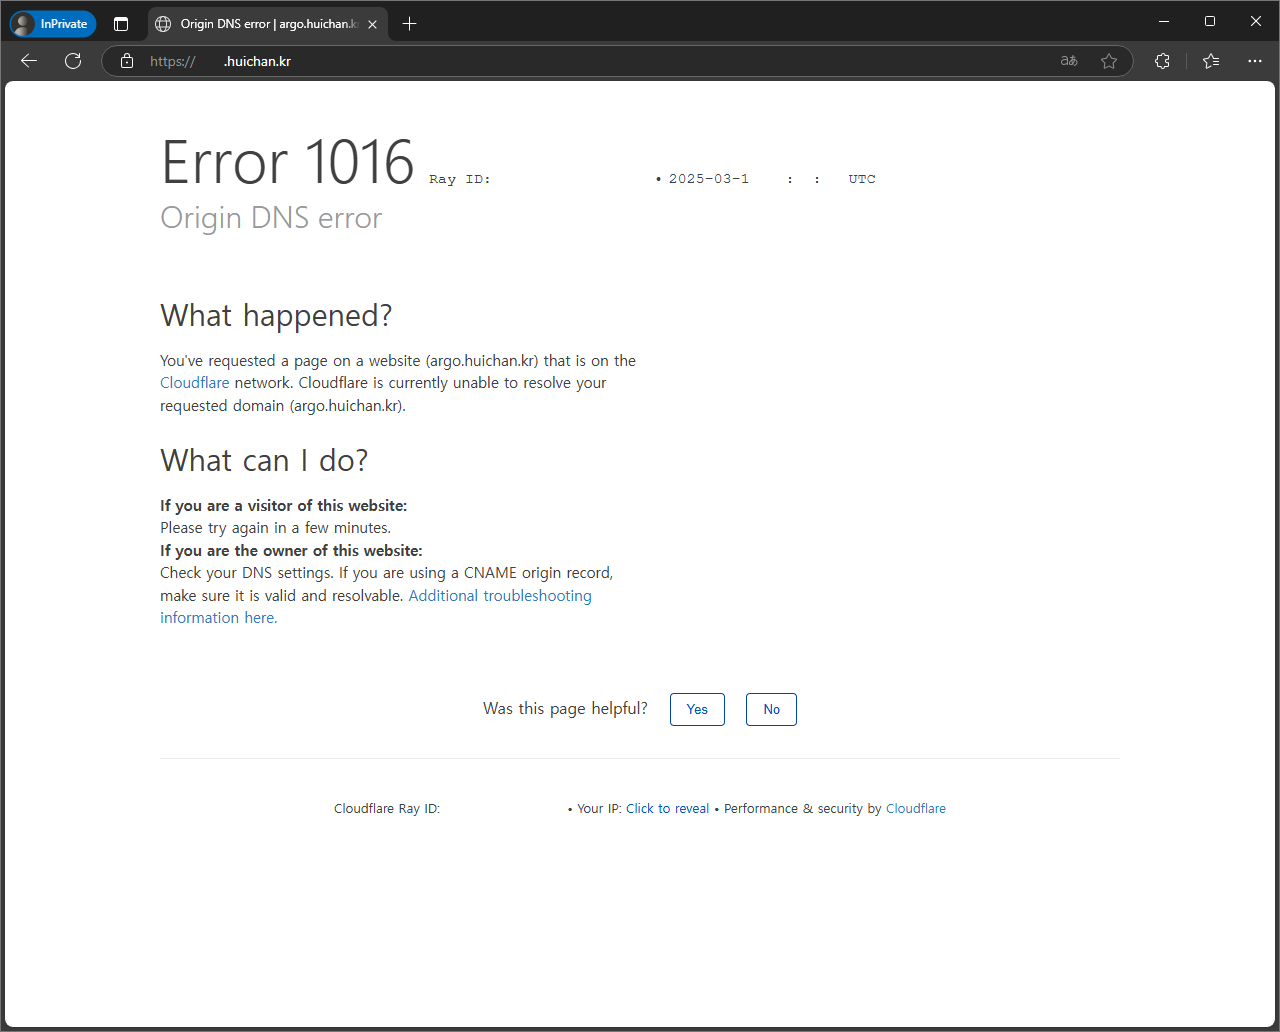 InPrivate
Origin DNS error | argo.huichan.k
https:// .huichan.kr
aあ
Error 1016 Ray ID: • 2025-03-1 : : UTC
Origin DNS error
What happened?
You've requested a page on a website (argo.huichan.kr) that is on the
Cloudflare network. Cloudflare is currently unable to resolve your
requested domain (argo.huichan.kr).
What can I do?
If you are a visitor of this website:
Please try again in a few minutes.
If you are the owner of this website:
Check your DNS settings. If you are using a CNAME origin record,
make sure it is valid and resolvable. Additional troubleshooting
information here.
Was this page helpful? Yes No
Cloudflare Ray ID: • Your IP: Click to reveal • Performance & security by Cloudflare